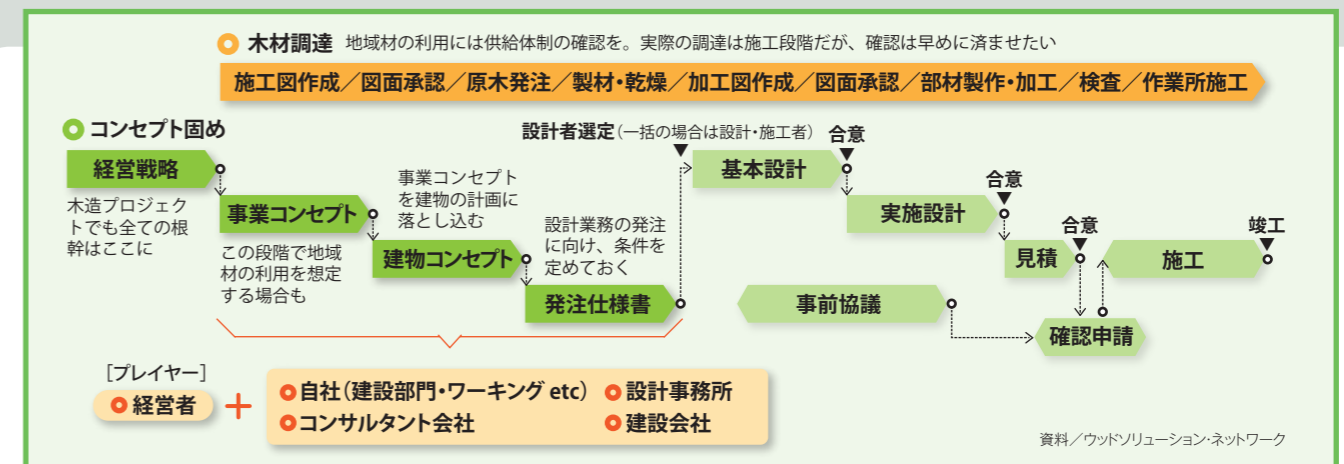 木材調達 地域材の利用には供給体制の確認を。実際の調達は施工段階だが、確認は早めに済ませたい
施工図作成／図面承認／原木発注／製材・乾燥／加工図作成／図面承認／部材製作・加工／検査／作業所施工
コンセプト固め
経営戦略
木造プロジェク
トでも全ての根
幹はここに
事業コンセプト
この段階で地域
材の利用を想定
する場合も
事業コンセプト
を建物の計画に
落とし込む
建物コンセプト
設計業務の発注
に向け、条件を
定めておく
発注仕様書
設計者選定（一括の場合は設計・施工者）
基本設計
合意
実施設計
合意
見積
合意
施工
竣工
事前協議
確認申請
［プレイヤー］
経営者
+
自社（建設部門・ワーキング etc）
設計事務所
コンサルタント会社
建設会社
資料／ウッドソリューション・ネットワーク